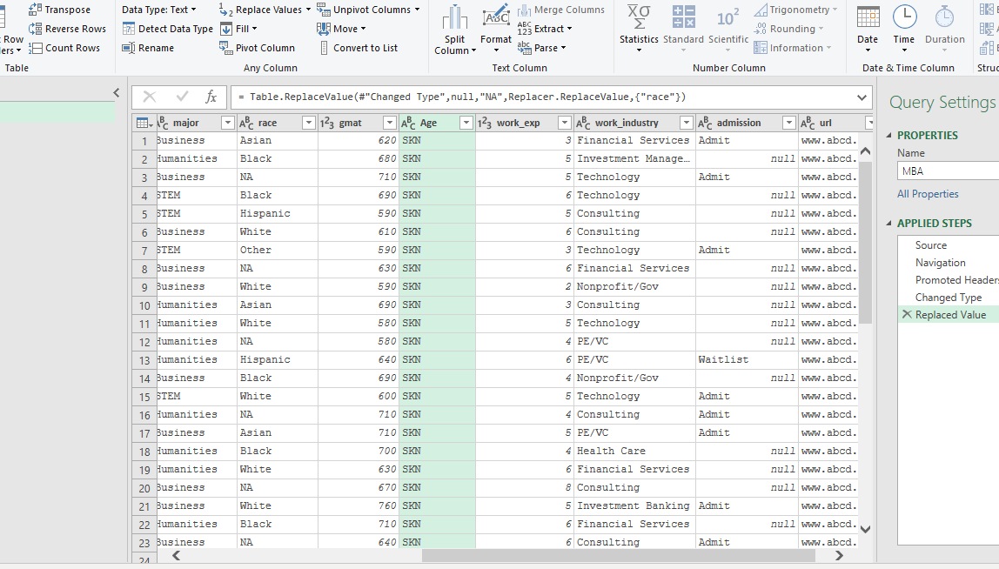 Transpose
Reverse Rows
Count Rows
Row
Table
Data Type: Text
Detect Data Type
Rename
Replace Values
Fill
Pivot Column
Unpivot Columns
Move
Convert to List
Any Column
Split
Column
Format
Merge Columns
Extract
Parse
Text Column
Statistics
Standard
Scientific
Trigonometry
Rounding
Information
Number Column
Date
Time
Duration
Date & Time Column
= Table.ReplaceValue(#"Changed Type",null,"NA",Replacer.ReplaceValue,{"race"})
major race gmat Age work_exp work_industry admission url
1 Business Asian 620 SKN 3 Financial Services Admit www.abcd.
2 Humanities Black 680 SKN 5 Investment Manage… null www.abcd.
3 Business NA 710 SKN 5 Technology Admit www.abcd.
4 STEM Black 690 SKN 6 Technology null www.abcd.
5 STEM Hispanic 590 SKN 5 Consulting null www.abcd.
6 Business White 610 SKN 6 Consulting null www.abcd.
7 STEM Other 590 SKN 3 Technology Admit www.abcd.
8 Business NA 630 SKN 6 Financial Services null www.abcd.
9 Business White 590 SKN 2 Nonprofit/Gov null www.abcd.
10 Humanities Asian 690 SKN 3 Consulting null www.abcd.
11 Humanities White 580 SKN 5 Technology null www.abcd.
12 Humanities NA 580 SKN 4 PE/VC null www.abcd.
13 Humanities Hispanic 640 SKN 6 PE/VC Waitlist www.abcd.
14 Business Black 690 SKN 4 Nonprofit/Gov null www.abcd.
15 STEM White 600 SKN 5 Technology Admit www.abcd.
16 Humanities NA 710 SKN 4 Consulting Admit www.abcd.
17 Business Asian 710 SKN 5 PE/VC Admit www.abcd.
18 Humanities Black 700 SKN 4 Health Care null www.abcd.
19 Humanities White 630 SKN 6 Financial Services null www.abcd.
20 Business NA 670 SKN 8 Consulting null www.abcd.
21 Business White 760 SKN 5 Investment Banking Admit www.abcd.
22 Humanities Black 710 SKN 6 Financial Services null www.abcd.
23 Business NA 640 SKN 6 Consulting Admit www.abcd.
24
Query Settings
PROPERTIES
Name
MBA
All Properties
APPLIED STEPS
Source
Navigation
Promoted Headers
Changed Type
Replaced Value